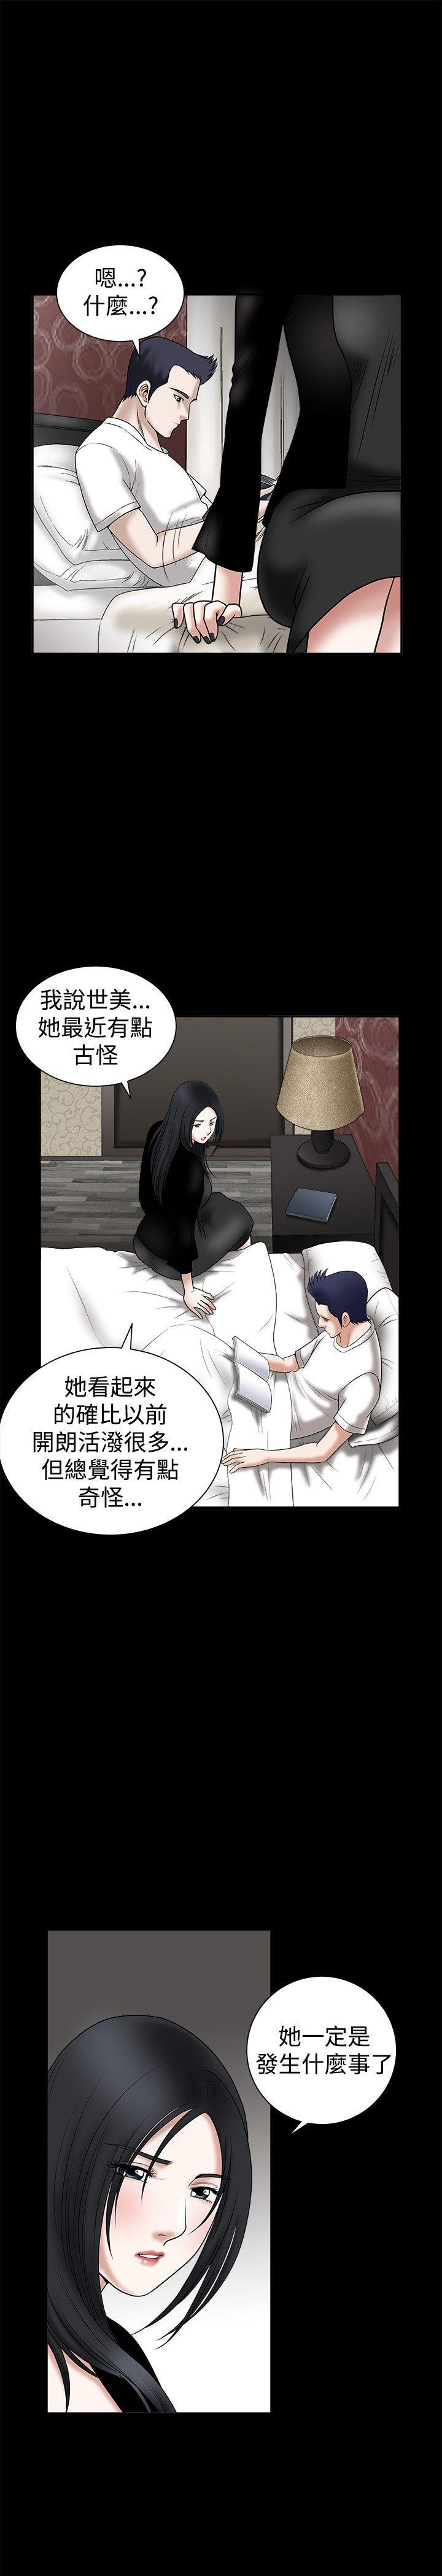 嗯...?
什麼...?
我說世美...
她最近有點
古怪
她看起來
的確比以前
開朗活潑很多...
但總覺得有點
奇怪...
她一定是
發生什麼事了